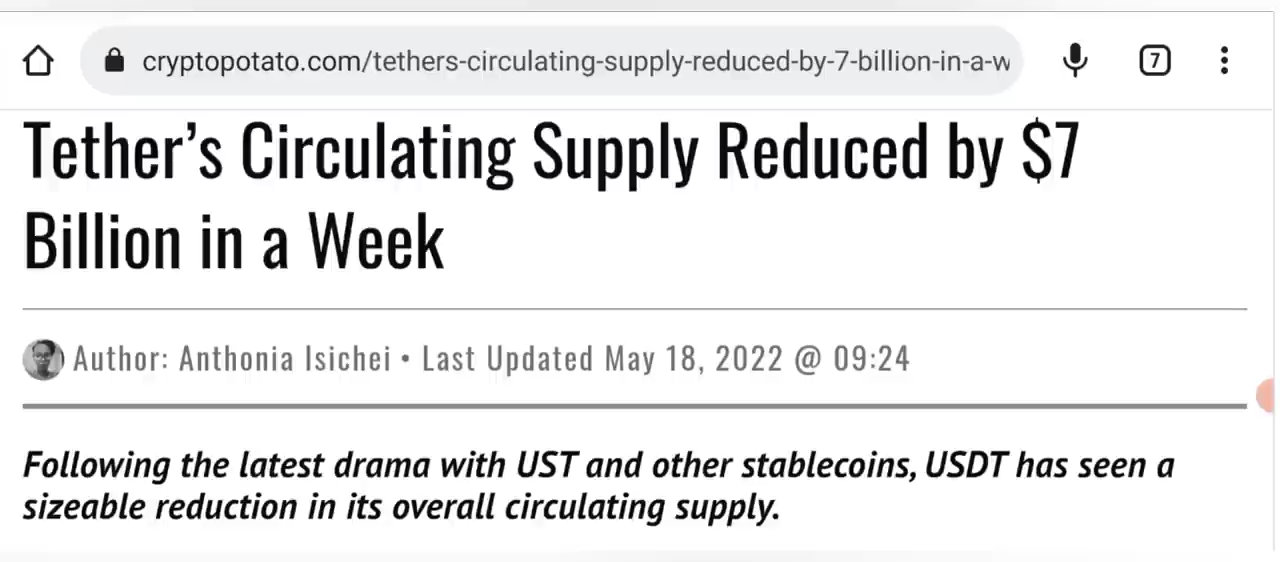 cryptopotato.com/tethers-circulating-supply-reduced-by-7-billion-in-a-w
7
Tether’s Circulating Supply Reduced by $7
Billion in a Week
Author: Anthonia Isichei • Last Updated May 18, 2022 @ 09:24
Following the latest drama with UST and other stablecoins, USDT has seen a
sizeable reduction in its overall circulating supply.